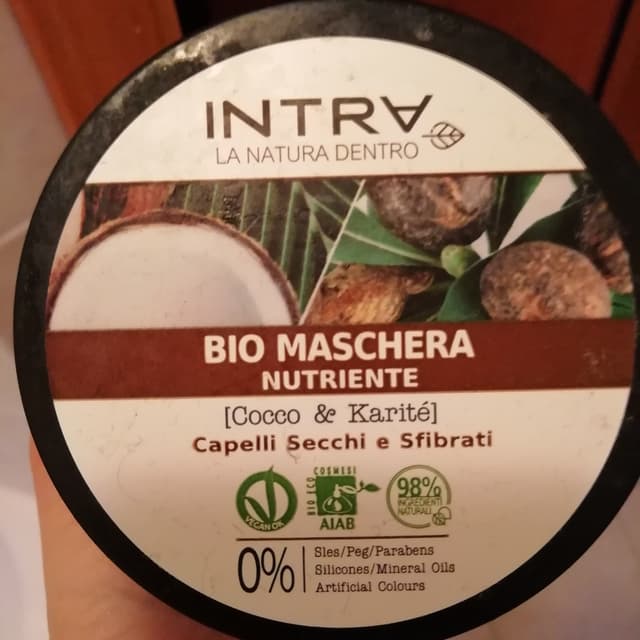 INTRA
LA NATURA DENTRO
BIO MASCHERA
NUTRIENTE
[Cocco & Karité]
Capelli Secchi e Sfibrati
VEGAN OK
BIO ECO COSMESI
AIAB
98%
INGREDIENTI
NATURALI
0%
Sles/Peg/Parabens
Silicones/Mineral Oils
Artificial Colours